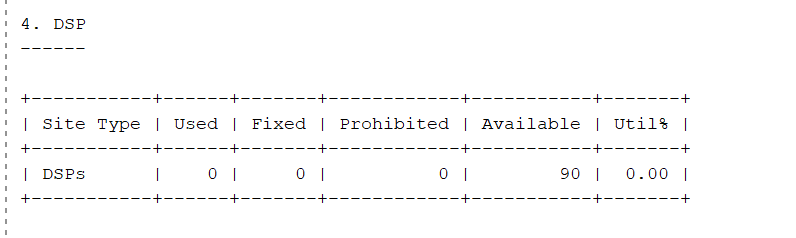 4. DSP
------
+-----------+------+-------+------------+-----------+-------+
| Site Type | Used | Fixed | Prohibited | Available | Util% |
+-----------+------+-------+------------+-----------+-------+
| DSPs      |    0 |     0 |          0 |        90 |  0.00 |
+-----------+------+-------+------------+-----------+-------+